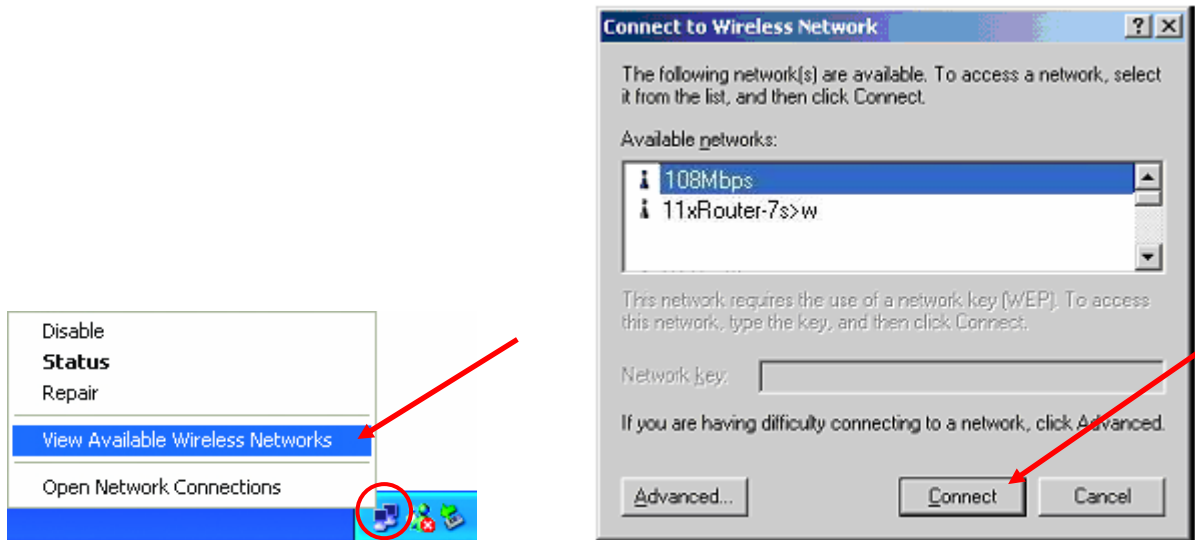 Disable
Status
Repair
View Available Wireless Networks
Open Network Connections
Connect to Wireless Network
The following network(s) are available. To access a network, select
it from the list, and then click Connect.
Available networks:
108Mbps
11xRouter-7s>w
This network requires the use of a network key (WEP). To access
this network, type the key, and then click Connect.
Network key:
If you are having difficulty connecting to a network, click Advanced.
Advanced...
Connect
Cancel